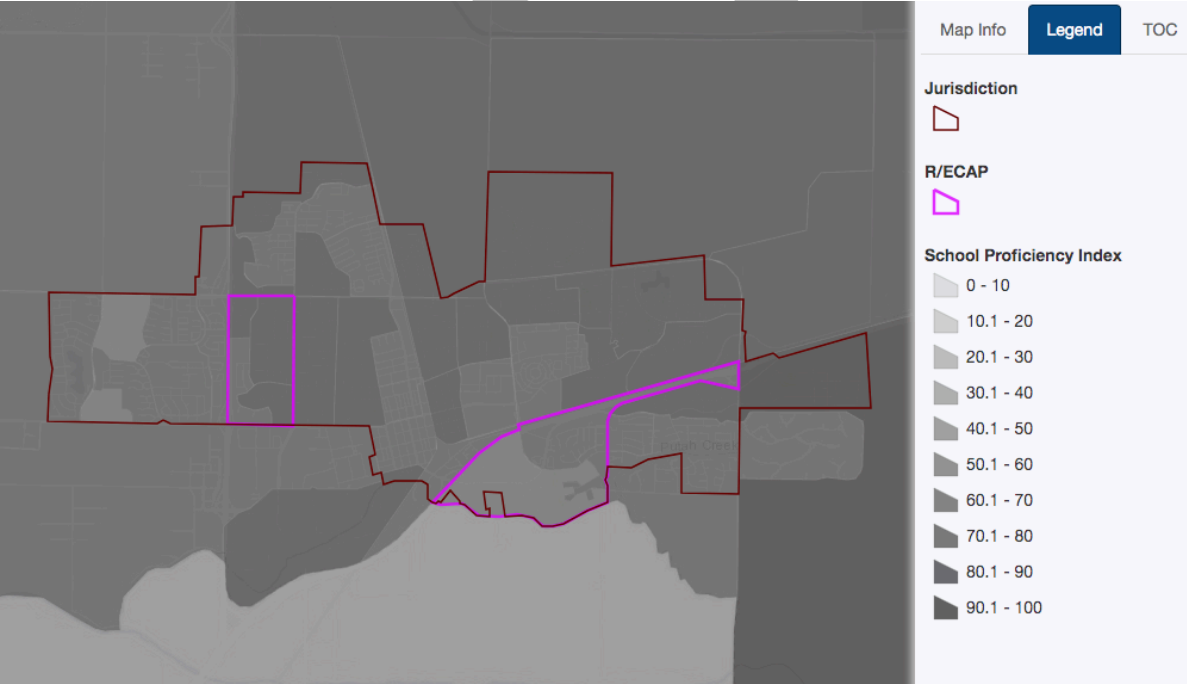 Map Info Legend TOC
Jurisdiction
R/ECAP
School Proficiency Index
0 - 10
10.1 - 20
20.1 - 30
30.1 - 40
40.1 - 50
50.1 - 60
60.1 - 70
70.1 - 80
80.1 - 90
90.1 - 100
Creek